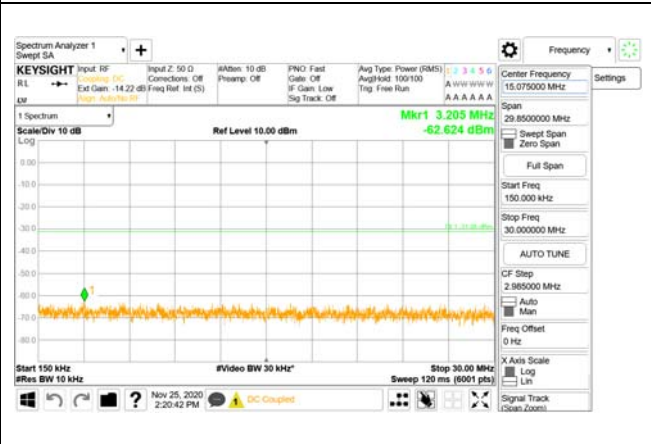 Spectrum Analyzer 1
Swept SA
Frequency
KEYSIGHT
RL
Input: RF
Coupling: DC
Ext Gain: -14.22 dB
Align: Auto/No RF
Input Z: 50 Ω
Corrections: Off
Freq Ref: Int (S)
#Atten: 10 dB
Preamp: Off
PNO: Fast
Gate: Off
IF Gain: Low
Sig Track: Off
Avg Type: Power (RMS)
Avg|Hold: 100/100
Trig: Free Run
1 2 3 4 5 6
A W W W W W
A A A A A A
1 Spectrum
Scale/Div 10 dB
Log
Ref Level 10.00 dBm
Mkr1 3.205 MHz
-62.624 dBm
0.00
-10.0
-20.0
-30.0
-40.0
-50.0
-60.0
-70.0
-80.0
1
Start 150 kHz
#Res BW 10 kHz
#Video BW 30 kHz*
Stop 30.00 MHz
Sweep 120 ms (6001 pts)
Nov 25, 2020
2:20:42 PM
DC Coupled
Settings
Center Frequency
15.075000 MHz
Span
29.8500000 MHz
Swept Span
Zero Span
Full Span
Start Freq
150.000 kHz
Stop Freq
30.000000 MHz
AUTO TUNE
CF Step
2.985000 MHz
Auto
Man
Freq Offset
0 Hz
X Axis Scale
Log
Lin
Signal Track
(Span Zoom)